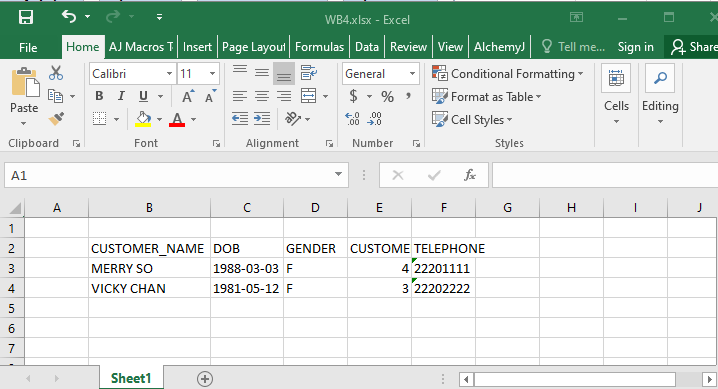 WB4.xlsx - Excel
File Home AJ Macros T Insert Page Layout Formulas Data Review View AlchemyJ Tell me... Sign in Share
Calibri 11 General Conditional Formatting
Paste B I U A A $ % , Format as Table Cells Editing
A .00 .00 Cell Styles
Clipboard Font Alignment Number Styles
A1 fx
A B C D E F G H I J
1
2 CUSTOMER_NAME DOB GENDER CUSTOME TELEPHONE
3 MERRY SO 1988-03-03 F 4 22201111
4 VICKY CHAN 1981-05-12 F 3 22202222
5
6
7
Sheet1